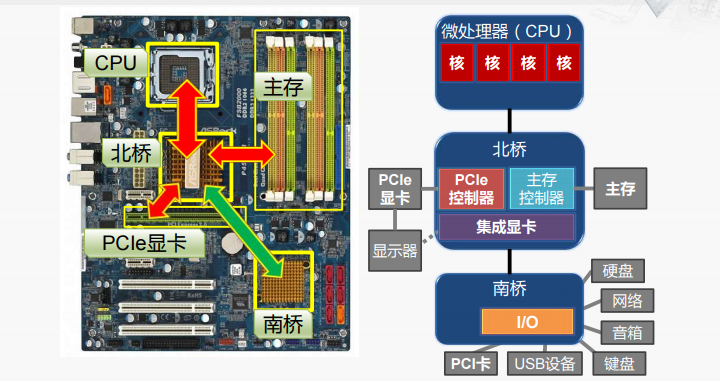 CPU
主存
北桥
PCIe显卡
南桥
微处理器（CPU）
核 核 核 核
北桥
PCIe
控制器
主存
控制器
集成显卡
PCIe
显卡
显示器
主存
南桥
I/O
硬盘
网络
音箱
键盘
USB设备
PCI卡